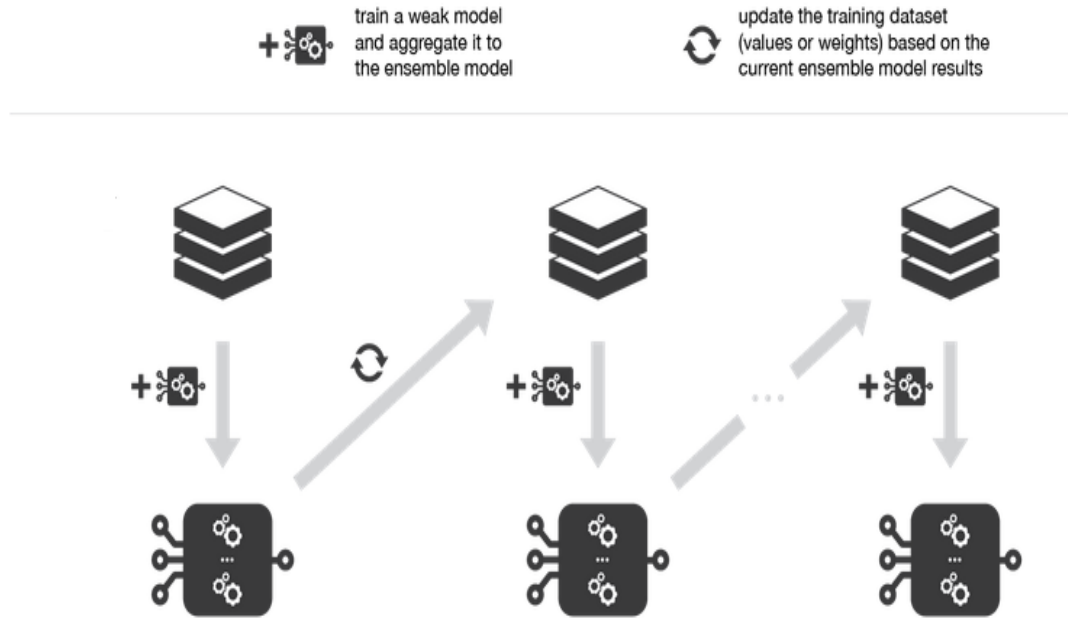 train a weak model
and aggregate it to
the ensemble model
update the training dataset
(values or weights) based on the
current ensemble model results